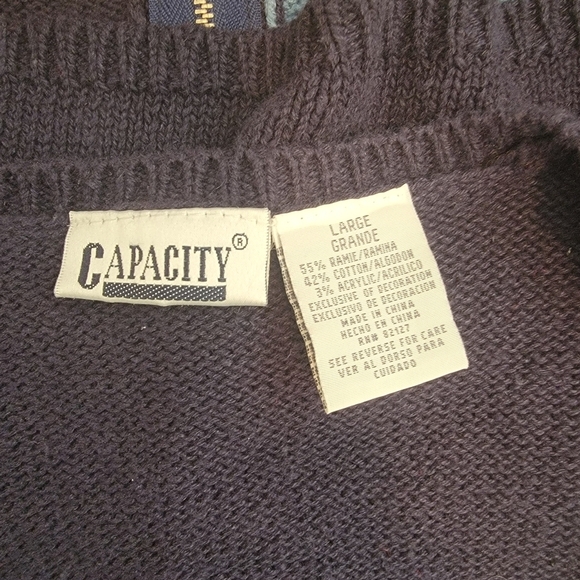 CAPACITY®
LARGE
GRANDE
55% RAMIE/RAMINA
42% COTTON/ALGODON
3% ACRYLIC/ACRILICO
EXCLUSIVE OF DECORATION
EXCLUSIVO DE DECORACION
MADE IN CHINA
HECHO EN CHINA
RN# 82127
SEE REVERSE FOR CARE
VER AL DORSO PARA
CUIDADO